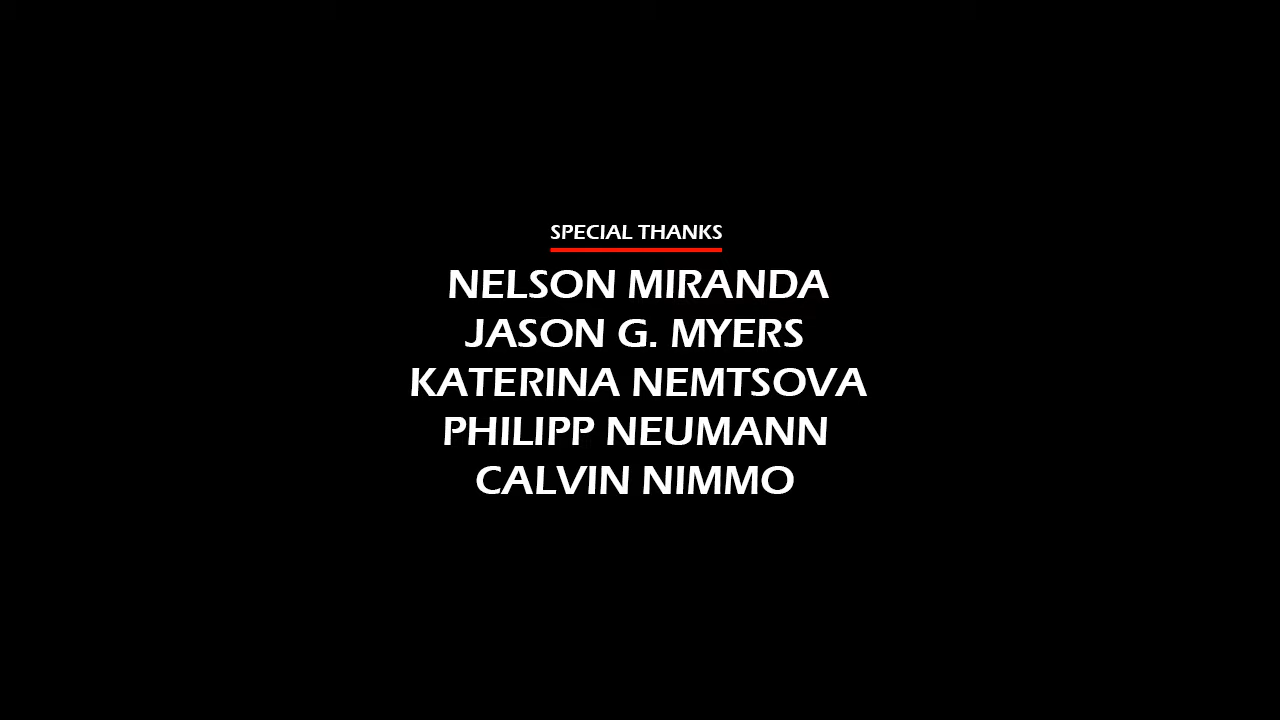 SPECIAL THANKS
NELSON MIRANDA
JASON G. MYERS
KATERINA NEMTSOVA
PHILIPP NEUMANN
CALVIN NIMMO